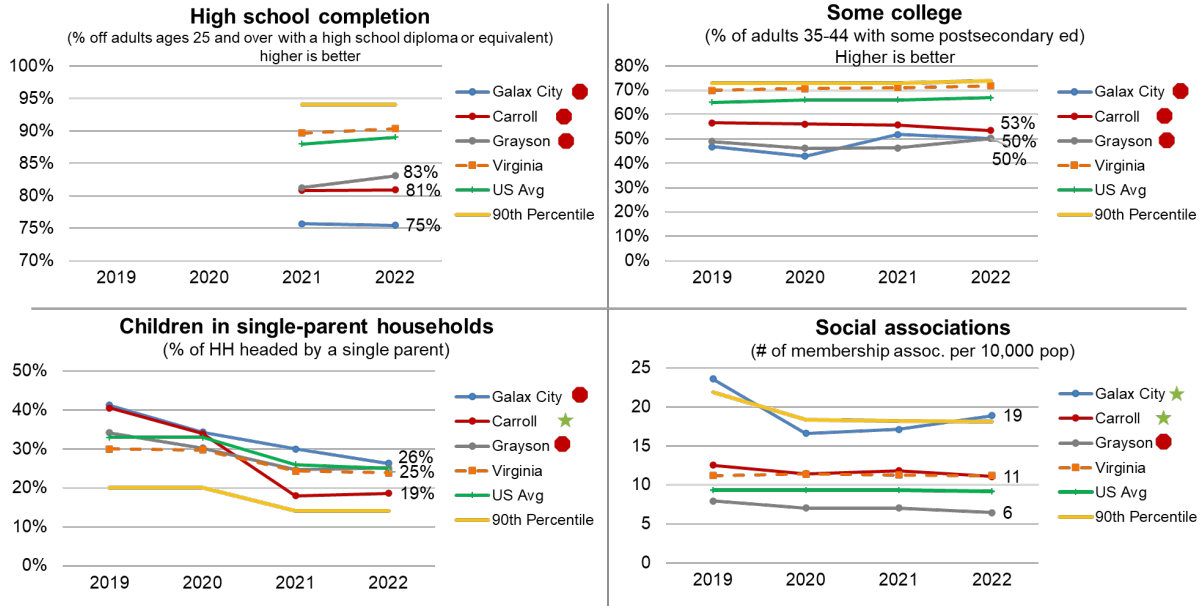 High school completion
(% off adults ages 25 and over with a high school diploma or equivalent)
higher is better
100%
95%
90%
85%
80%
75%
70%
83%
81%
75%
2019 2020 2021 2022
Galax City
Carroll
Grayson
Virginia
US Avg
90th Percentile
Some college
(% of adults 35-44 with some postsecondary ed)
Higher is better
80%
70%
60%
50%
40%
30%
20%
10%
0%
53%
50%
50%
2019 2020 2021 2022
Galax City
Carroll
Grayson
Virginia
US Avg
90th Percentile
Children in single-parent households
(% of HH headed by a single parent)
50%
40%
30%
20%
10%
0%
26%
25%
19%
2019 2020 2021 2022
Galax City
Carroll
Grayson
Virginia
US Avg
90th Percentile
Social associations
(# of membership assoc. per 10,000 pop)
25
20
15
10
5
0
19
11
6
2019 2020 2021 2022
Galax City
Carroll
Grayson
Virginia
US Avg
90th Percentile